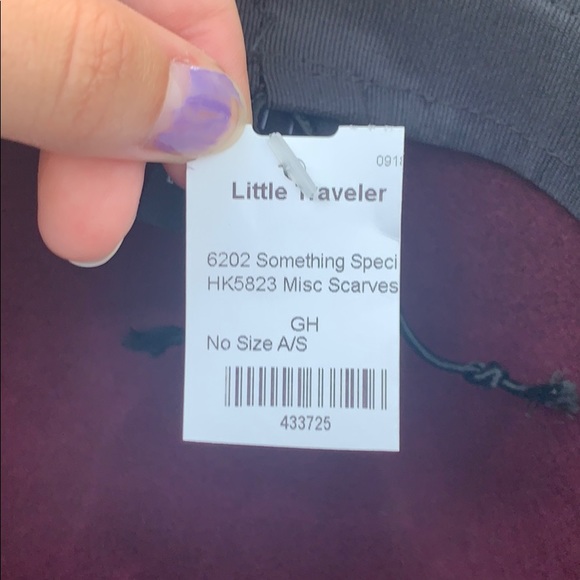 0918
Little Traveler
6202 Something Speci
HK5823 Misc Scarves
GH
No Size A/S
433725